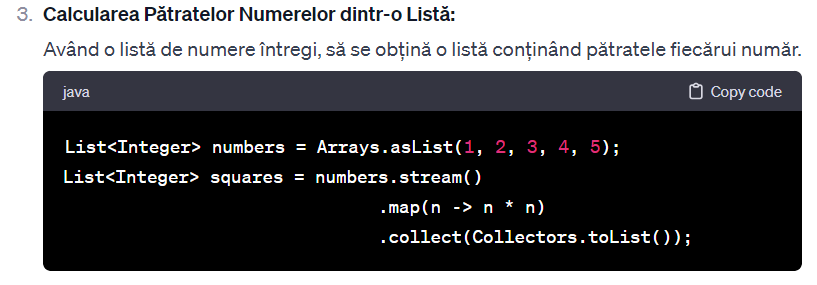 3. Calcularea Pătratelor Numerelor dintr-o Listă:
Având o listă de numere întregi, să se obțină o listă conținând pătratele fiecărui număr.
java Copy code
List<Integer> numbers = Arrays.asList(1, 2, 3, 4, 5);
List<Integer> squares = numbers.stream()
.map(n -> n * n)
.collect(Collectors.toList());